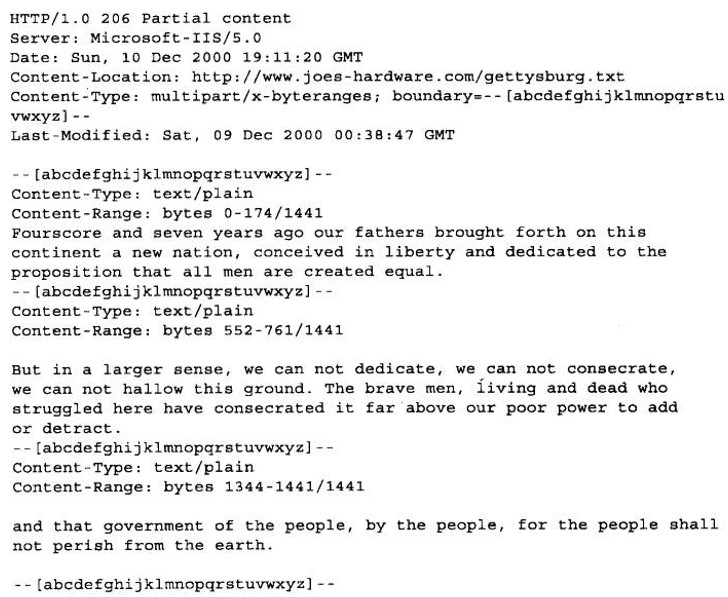 HTTP/1.0 206 Partial content
Server: Microsoft-IIS/5.0
Date: Sun, 10 Dec 2000 19:11:20 GMT
Content-Location: http://www.joes-hardware.com/gettysburg.txt
Content-Type: multipart/x-byteranges; boundary=--[abcdefghijklmnopqrstu
vwxyz]--
Last-Modified: Sat, 09 Dec 2000 00:38:47 GMT

--[abcdefghijklmnopqrstuvwxyz]--
Content-Type: text/plain
Content-Range: bytes 0-174/1441
Fourscore and seven years ago our fathers brought forth on this
continent a new nation, conceived in liberty and dedicated to the
proposition that all men are created equal.
--[abcdefghijklmnopqrstuvwxyz]--
Content-Type: text/plain
Content-Range: bytes 552-761/1441

But in a larger sense, we can not dedicate, we can not consecrate,
we can not hallow this ground. The brave men, living and dead who
struggled here have consecrated it far above our poor power to add
or detract.
--[abcdefghijklmnopqrstuvwxyz]--
Content-Type: text/plain
Content-Range: bytes 1344-1441/1441

and that government of the people, by the people, for the people shall
not perish from the earth.

--[abcdefghijklmnopqrstuvwxyz]--